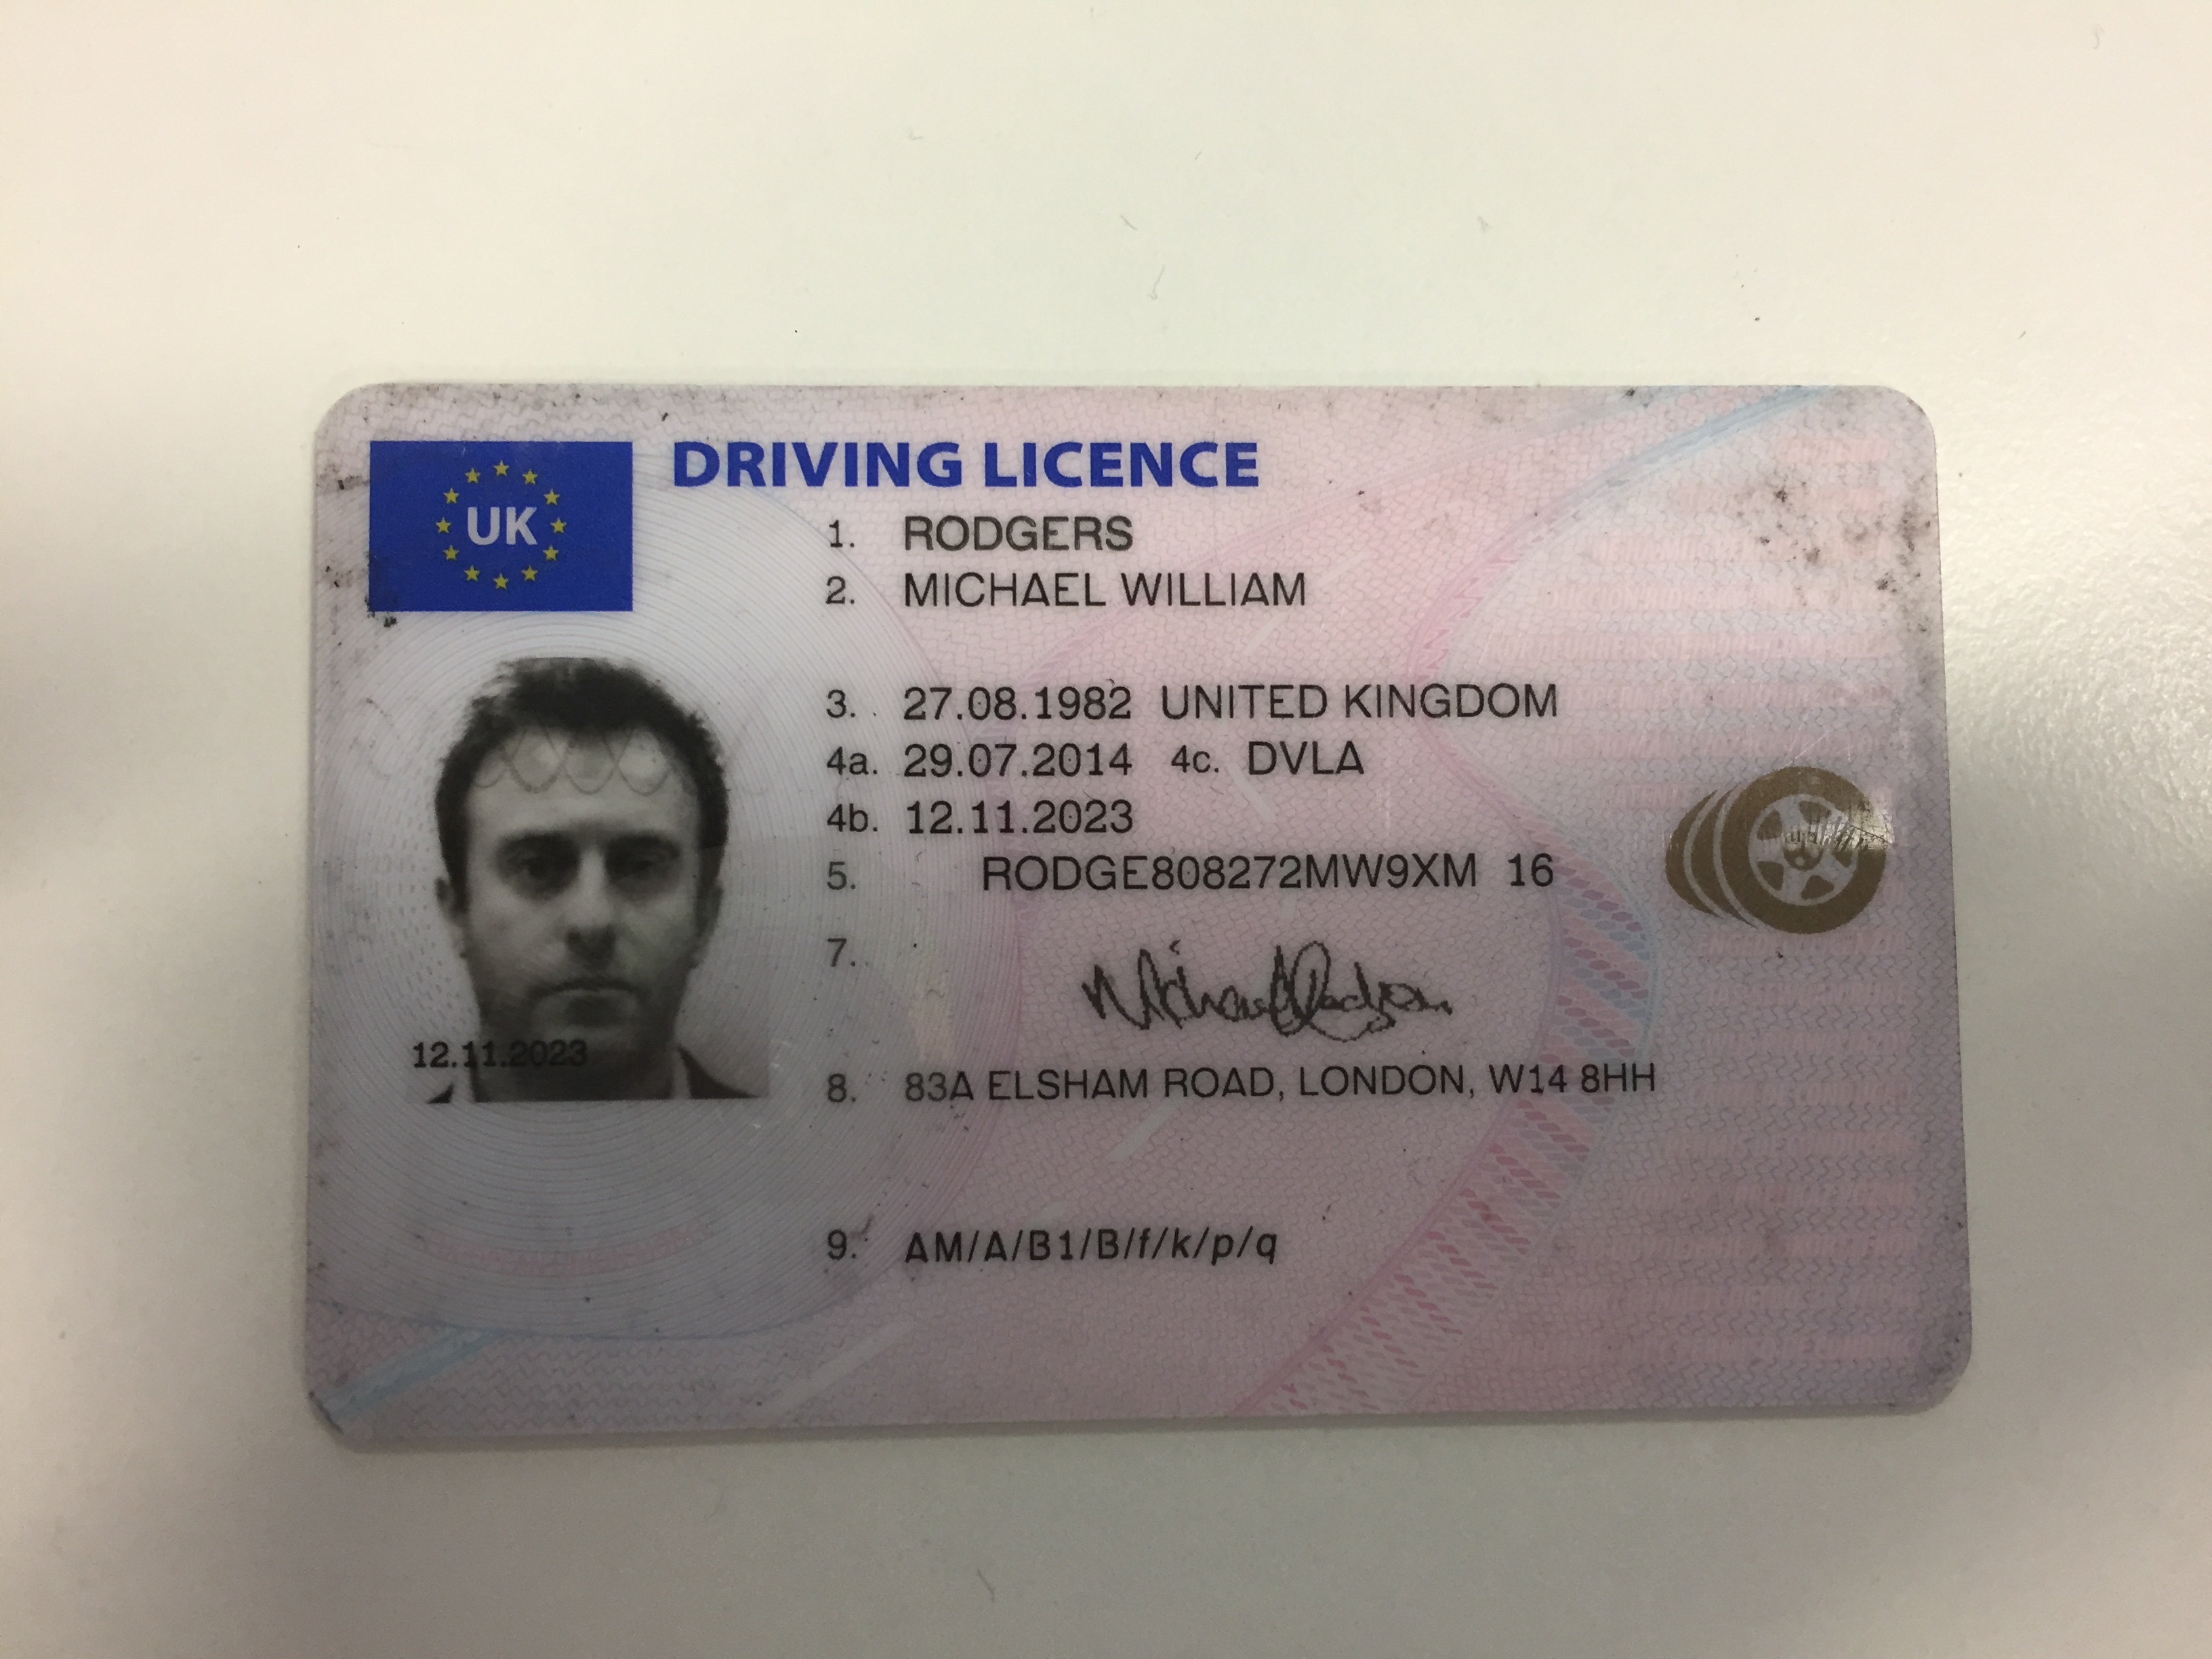 UK
DRIVING LICENCE
1. RODGERS
2. MICHAEL WILLIAM
3. 27.08.1982 UNITED KINGDOM
4a. 29.07.2014 4c. DVLA
4b. 12.11.2023
5. RODGE808272MW9XM 16
7.
12.11.2023
8. 83A ELSHAM ROAD, LONDON, W14 8HH
9. AM/A/B1/B/f/k/p/q